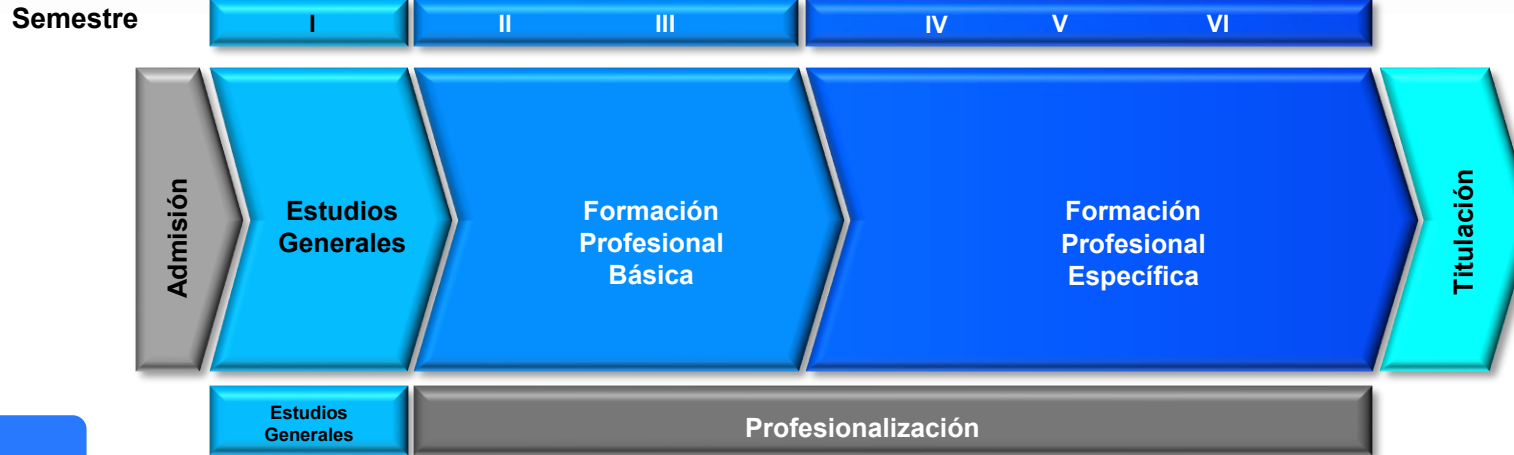 Semestre
I
II
III
IV
V
VI
Admisión
Estudios
Generales
Formación
Profesional
Básica
Formación
Profesional
Específica
Titulación
Estudios
Generales
Profesionalización